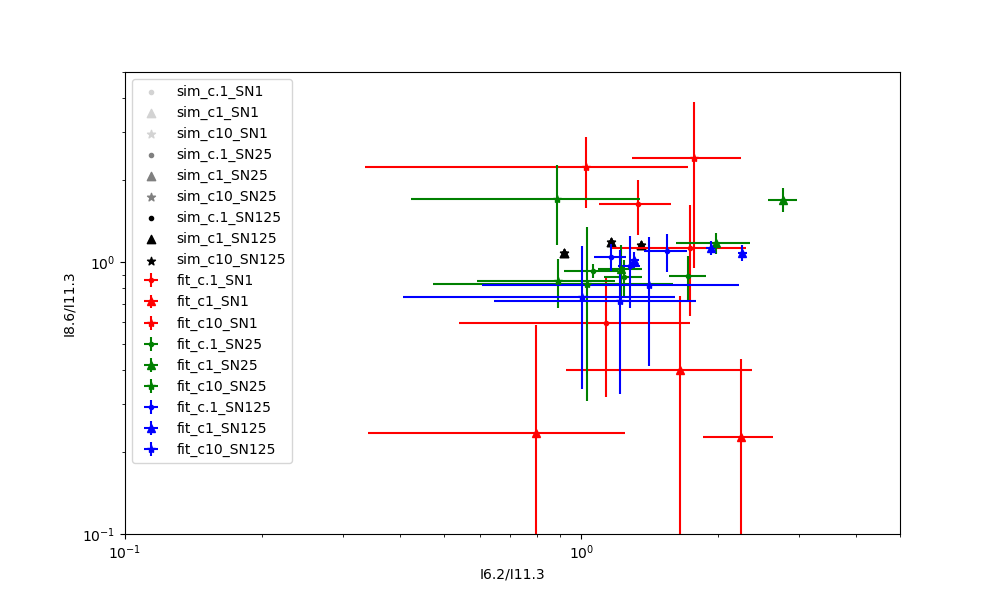 sim_c.1_SN1
sim_c1_SN1
sim_c10_SN1
sim_c.1_SN25
sim_c1_SN25
sim_c10_SN25
sim_c.1_SN125
sim_c1_SN125
sim_c10_SN125
fit_c.1_SN1
fit_c1_SN1
fit_c10_SN1
fit_c.1_SN25
fit_c1_SN25
fit_c10_SN25
fit_c.1_SN125
fit_c1_SN125
fit_c10_SN125
10⁰
10⁻¹
I8.6/I11.3
10⁻¹ 10⁰
I6.2/I11.3